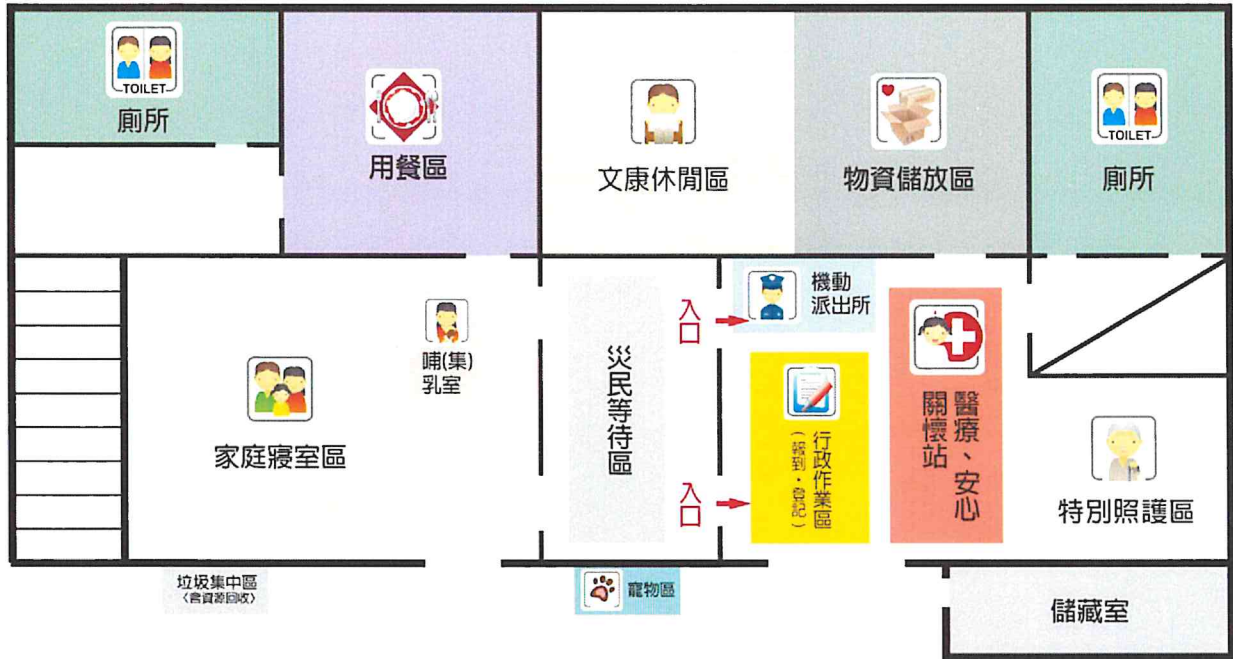 TOILET
廁所
用餐區
文康休閒區
物資儲放區
TOILET
廁所
哺(集)
乳室
家庭寢室區
災民等待區
入口
入口
機動
派出所
行政作業區
(報到・登記)
醫療、安心
關懷站
特別照護區
垃圾集中區
〈含資源回收〉
寵物區
儲藏室